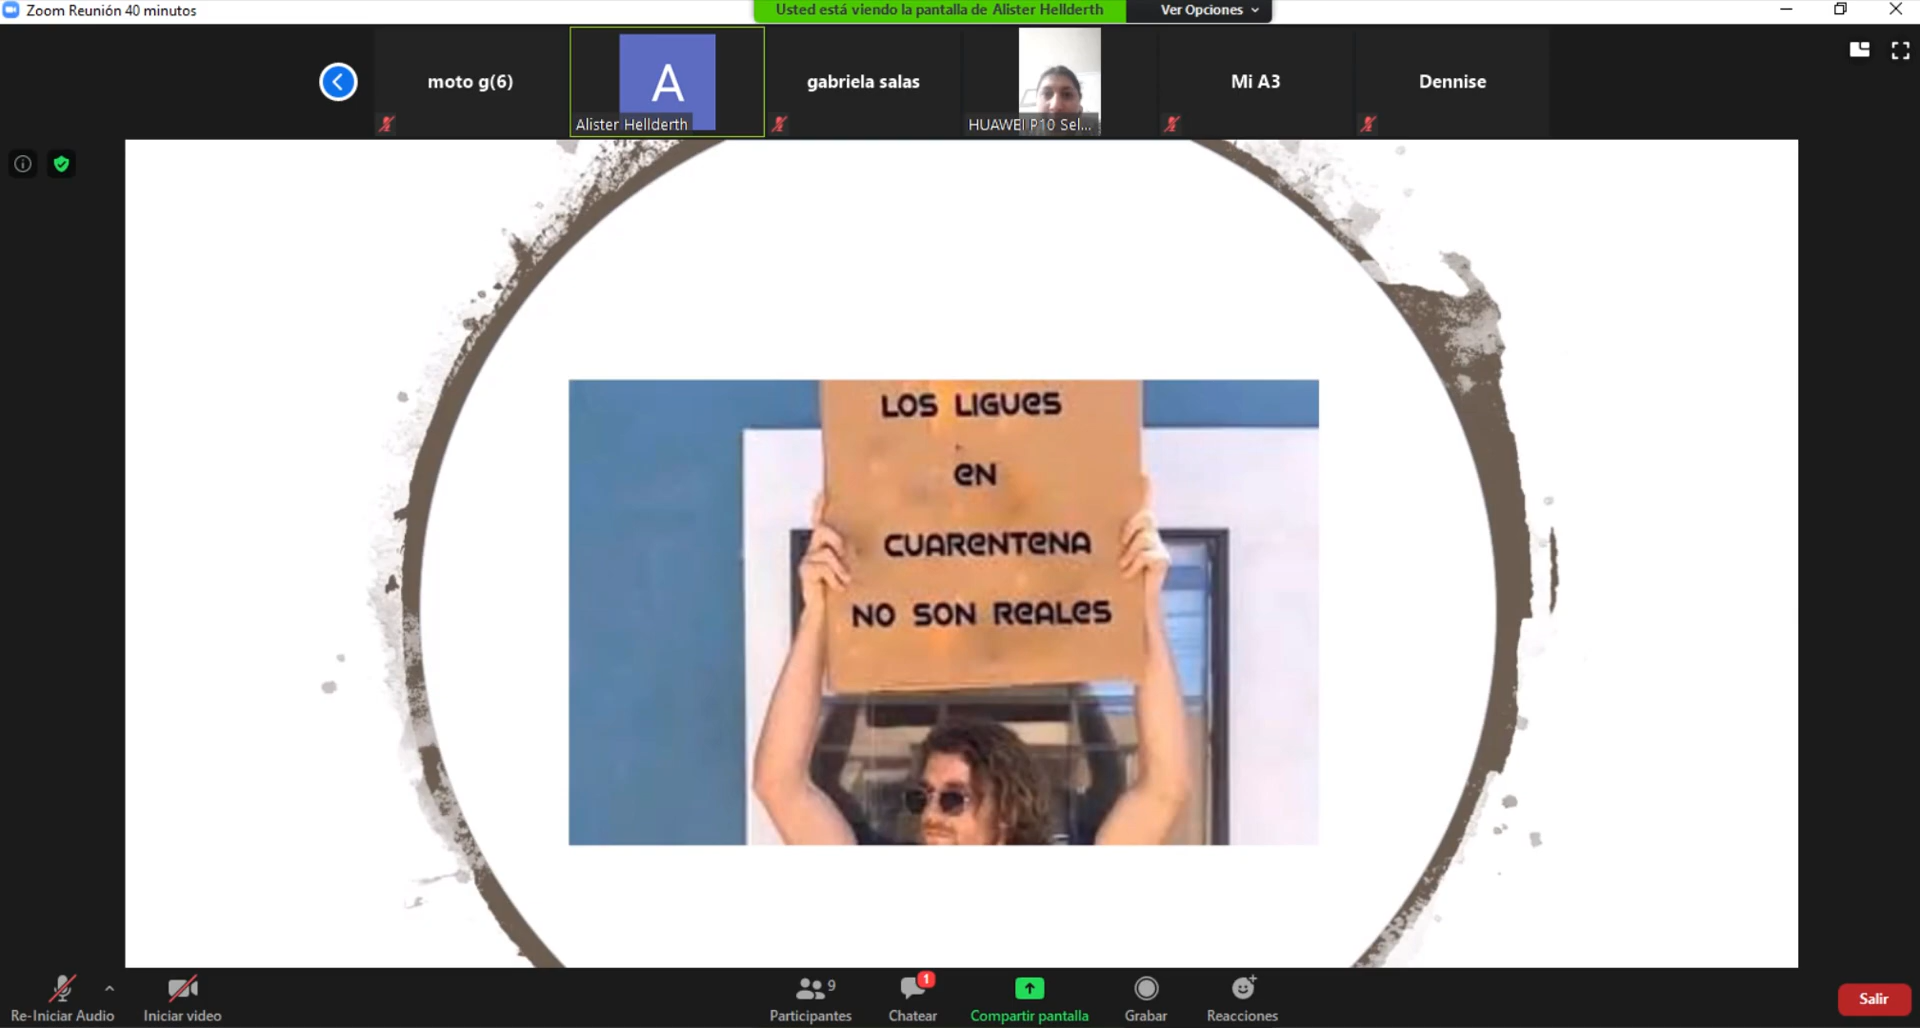 Zoom Reunión 40 minutos
Usted está viendo la pantalla de Alister Hellderth
Ver Opciones
moto g(6)
A
Alister Hellderth
gabriela salas
HUAWEI P10 Sel...
Mi A3
Dennise
LOS LIGUES
EN
CUARENTENA
NO SON REALES
Re-Iniciar Audio
Iniciar video
9
Participantes
1
Chatear
Compartir pantalla
Grabar
Reacciones
Salir